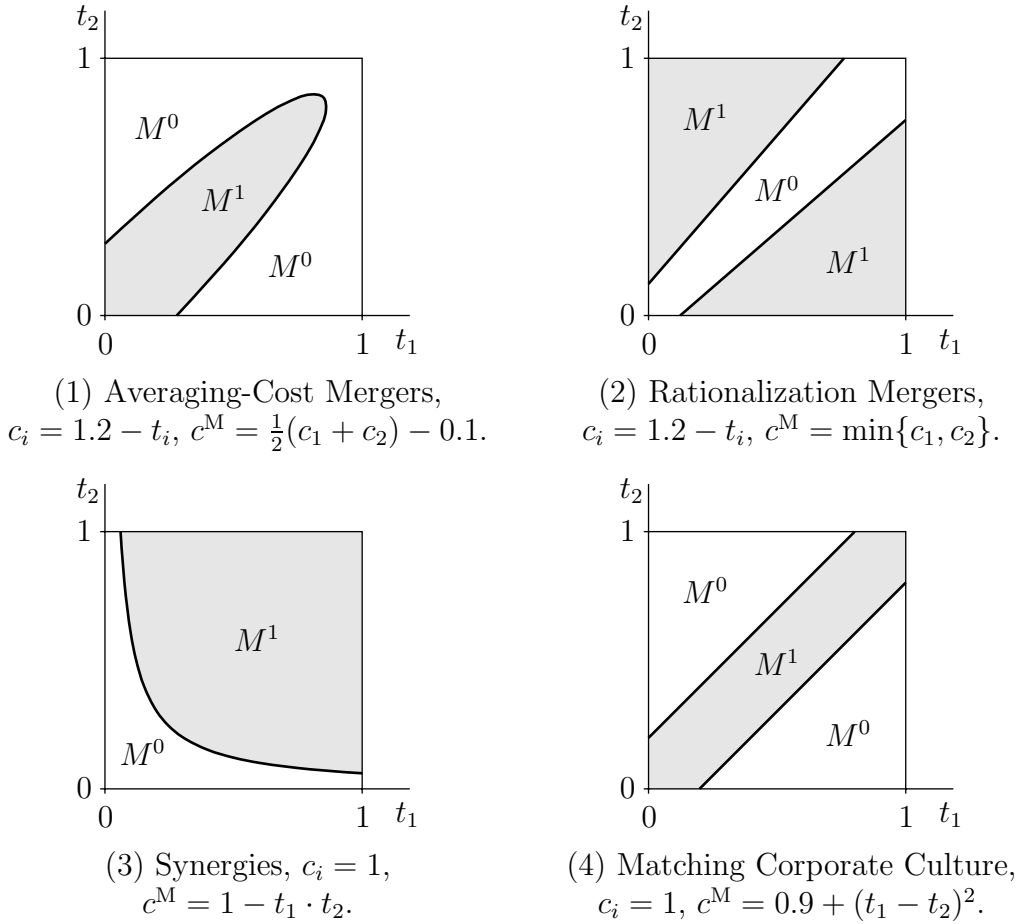 t₂
1
M⁰
M¹
M�0
0
0
1
t₁
(1) Averaging-Cost Mergers,
cᵢ = 1.2 − tᵢ, cᴹ = ½(c₁ + c₂) − 0.1.
t₂
1
M¹
M⁰
M¹
0
0
1
t₁
(2) Rationalization Mergers,
cᵢ = 1.2 − tᵢ, cᴹ = min{c₁, c₂}.
t₂
1
M¹
M⁰
0
0
1
t₁
(3) Synergies, cᵢ = 1,
cᴹ = 1 − t₁ · t₂.
t₂
1
M⁰
M¹
M⁰
0
0
1
t₁
(4) Matching Corporate Culture,
cᵢ = 1, cᴹ = 0.9 + (t₁ − t₂)².